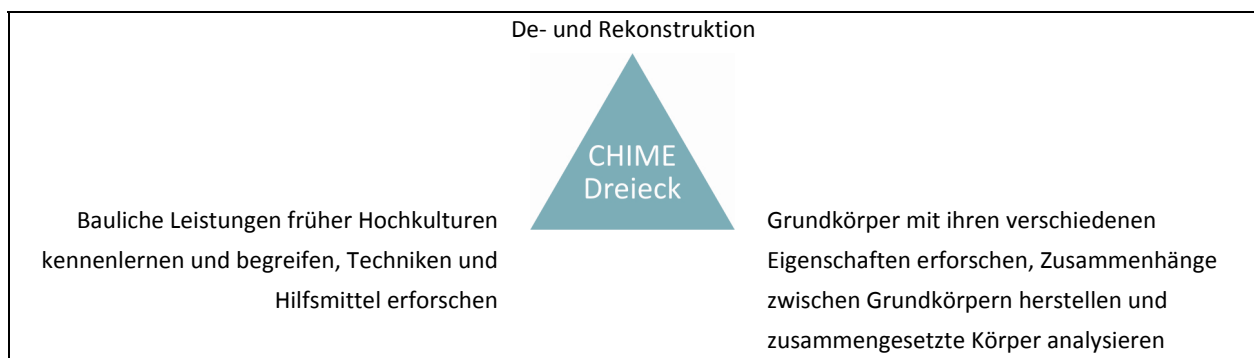 De- und Rekonstruktion
CHIME
Dreieck
Bauliche Leistungen früher Hochkulturen
kennenlernen und begreifen, Techniken und
Hilfsmittel erforschen
Grundkörper mit ihren verschiedenen
Eigenschaften erforschen, Zusammenhänge
zwischen Grundkörpern herstellen und
zusammengesetzte Körper analysieren